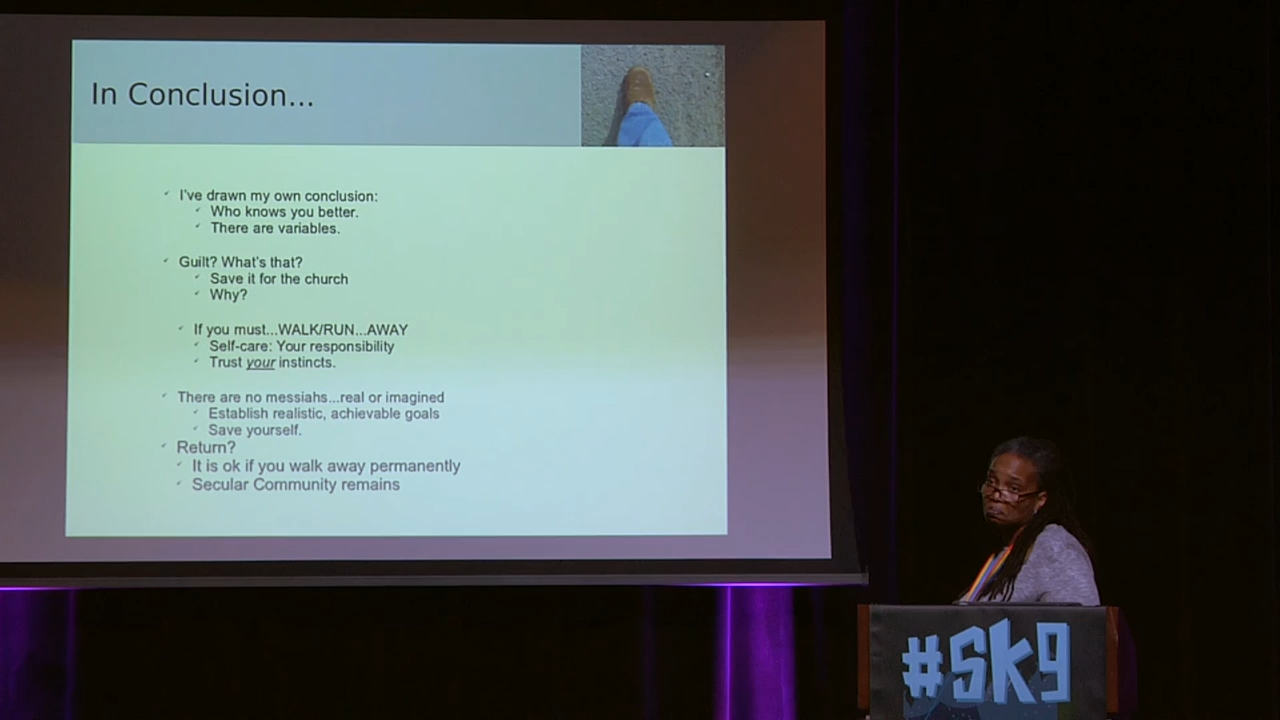 In Conclusion...
I've drawn my own conclusion:
Who knows you better.
There are variables.
Guilt? What's that?
Save it for the church
Why?
If you must...WALK/RUN...AWAY
Self-care: Your responsibility
Trust your instincts.
There are no messiahs...real or imagined
Establish realistic, achievable goals
Save yourself.
Return?
It is ok if you walk away permanently
Secular Community remains
#sk9